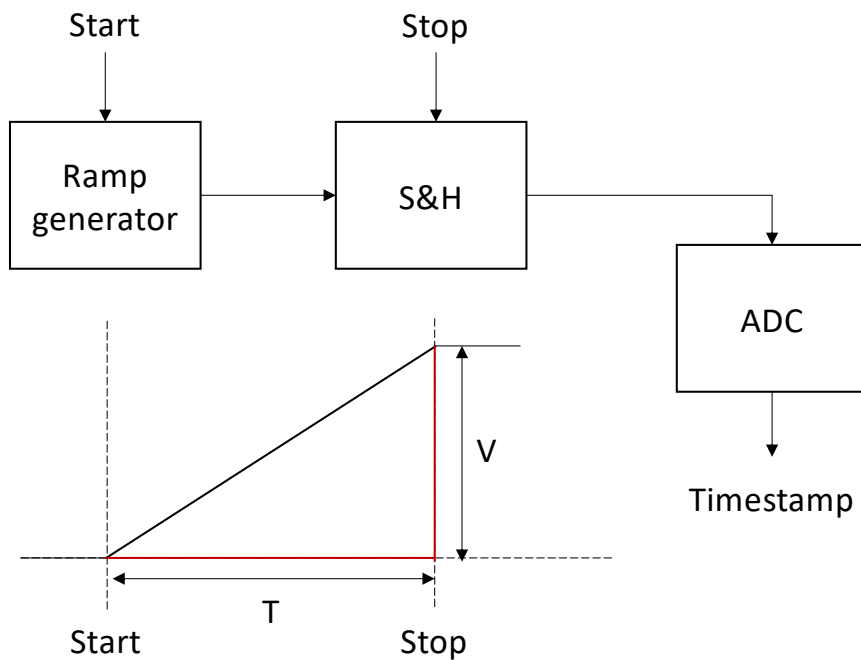 Start
Stop
Ramp
generator
S&H
ADC
V
Timestamp
T
Start
Stop